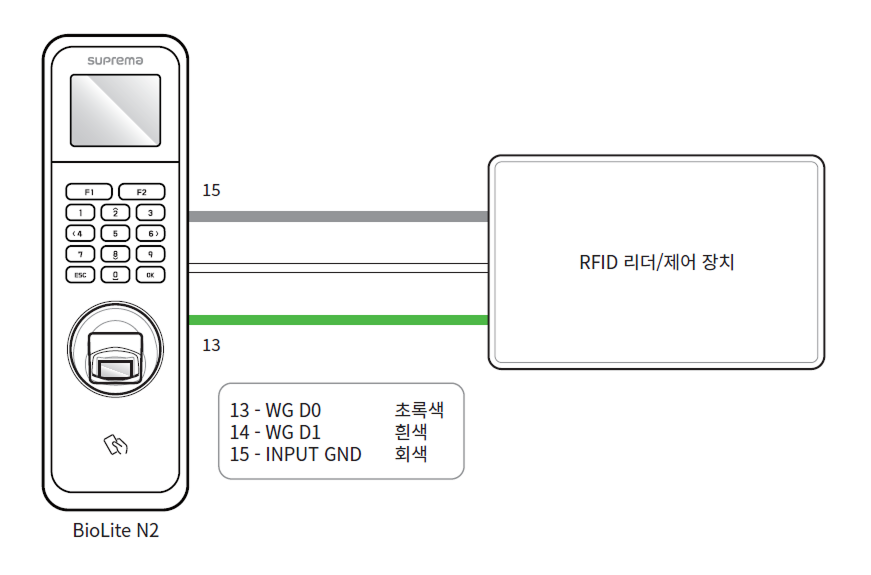 suprema
F1 F2
1 2 3
<4 5 6>
7 8 9
ESC 0 OK
15
RFID 리더/제어 장치
13
13 - WG D0 초록색
14 - WG D1 흰색
15 - INPUT GND 회색
BioLite N2